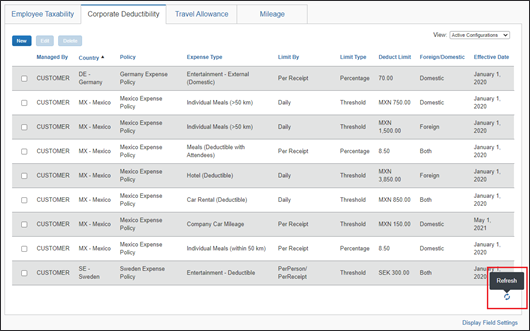 Employee Taxability Corporate Deductibility Travel Allowance Mileage
View: Active Configurations
New Edit Delete
Managed By Country Policy Expense Type Limit By Limit Type Deduct Limit Foreign/Domestic Effective Date
CUSTOMER DE - Germany Germany Expense Policy Entertainment - External (Domestic) Per Receipt Percentage 70.00 Domestic January 1, 2020
CUSTOMER MX - Mexico Mexico Expense Policy Individual Meals (>50 km) Daily Threshold MXN 750.00 Domestic January 1, 2020
CUSTOMER MX - Mexico Mexico Expense Policy Individual Meals (>50 km) Daily Threshold MXN 1,500.00 Foreign January 1, 2020
CUSTOMER MX - Mexico Mexico Expense Policy Meals (Deductible with Attendees) Per Receipt Percentage 8.50 Both January 1, 2020
CUSTOMER MX - Mexico Mexico Expense Policy Hotel (Deductible) Daily Threshold MXN 3,850.00 Foreign January 1, 2020
CUSTOMER MX - Mexico Mexico Expense Policy Car Rental (Deductible) Daily Threshold MXN 850.00 Both January 1, 2020
CUSTOMER MX - Mexico Mexico Expense Policy Company Car Mileage Per Receipt Threshold MXN 150.00 Domestic May 1, 2021
CUSTOMER MX - Mexico Mexico Expense Policy Individual Meals (within 50 km) Per Receipt Percentage 8.50 Domestic January 1, 2020
CUSTOMER SE - Sweden Sweden Expense Policy Entertainment - Deductible PerPerson/PerReceipt Threshold SEK 300.00 Both January 1, 2020
Refresh
Display Field Settings